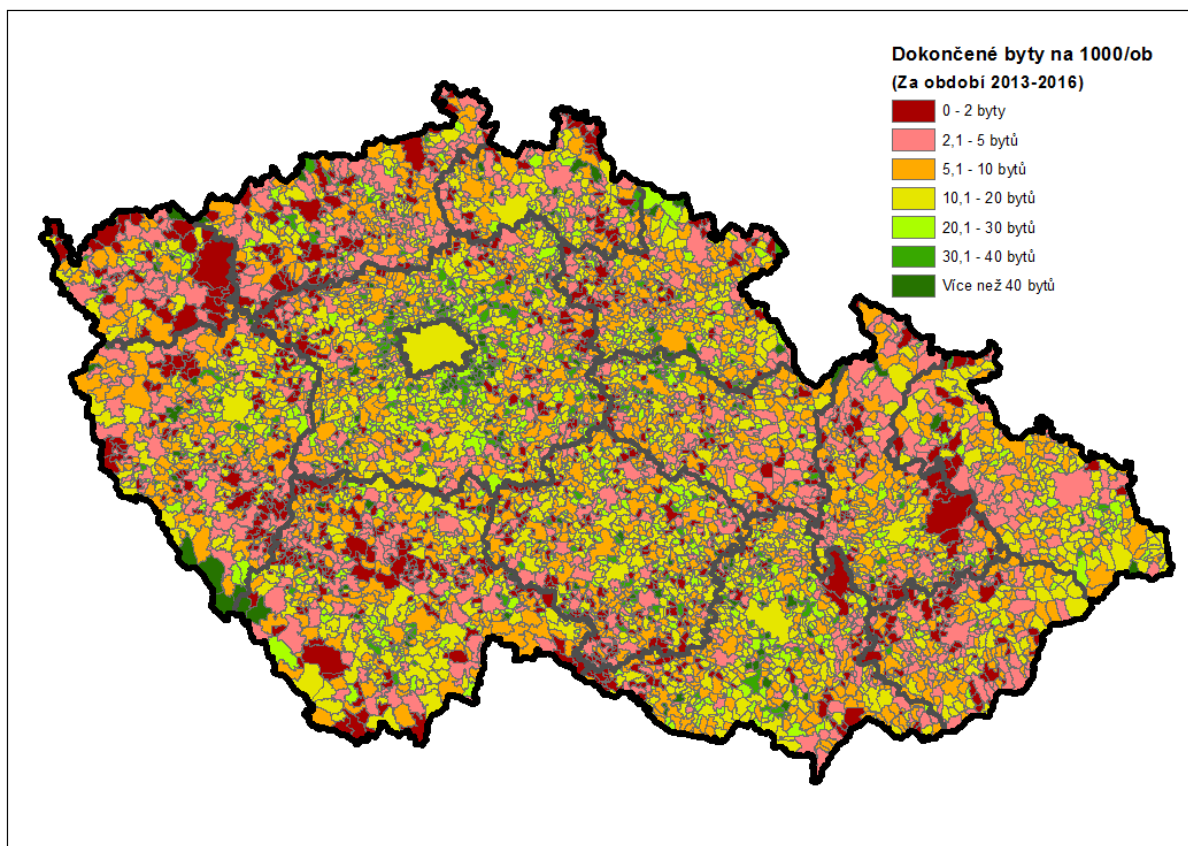 Dokončené byty na 1000/ob
(Za období 2013-2016)
0 - 2 byty
2,1 - 5 bytů
5,1 - 10 bytů
10,1 - 20 bytů
20,1 - 30 bytů
30,1 - 40 bytů
Více než 40 bytů